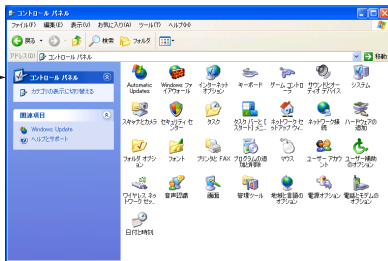 コントロール パネル
ファイル(F) 編集(E) 表示(V) お気に入り(A) ツール(T) ヘルプ(H)
戻る 検索 フォルダ
アドレス(D) コントロール パネル 移動
コントロール パネル
カテゴリの表示に切り替える
関連項目
Windows Update
ヘルプとサポート
Automatic Updates
Windows ファイアウォール
インターネット オプション
キーボード
ゲーム コントローラ
サウンドとオーディオ デバイス
システム
スキャナとカメラ
セキュリティ センター
タスク
タスク バーと [スタート] メニ...
ネットワーク セットアップ ウィ...
ネットワーク接続
ハードウェアの追加
フォルダ オプション
フォント
プリンタと FAX
プログラムの追加と削除
マウス
ユーザー アカウント
ユーザー補助のオプション
ワイヤレス ネットワーク セッ...
音声認識
画面
管理ツール
地域と言語のオプション
電源オプション
電話とモデムのオプション
日付と時刻